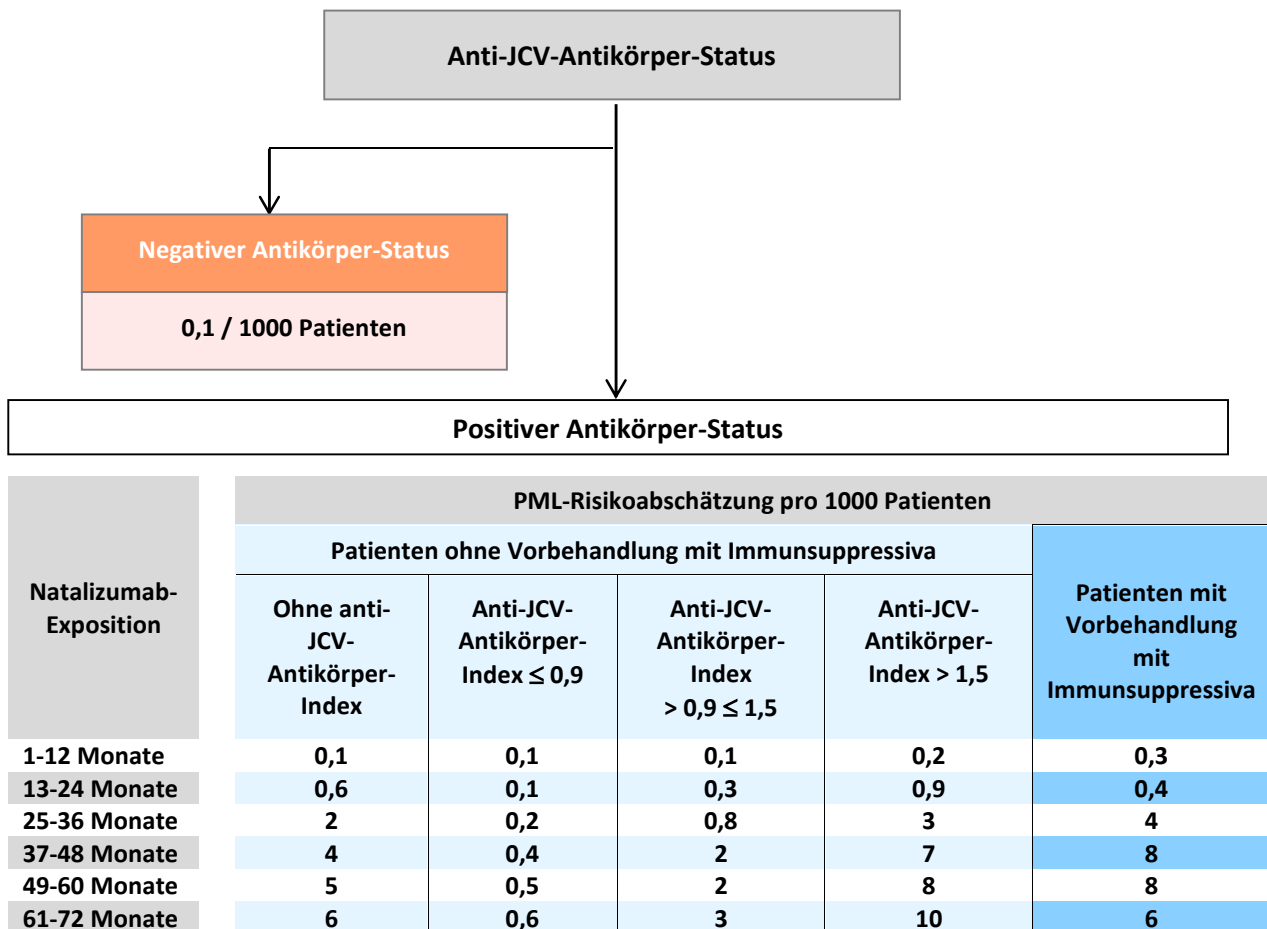 Anti-JCV-Antikörper-Status
Negativer Antikörper-Status
0,1 / 1000 Patienten
Positiver Antikörper-Status
Natalizumab-
Exposition
PML-Risikoabschätzung pro 1000 Patienten
Patienten ohne Vorbehandlung mit Immunsuppressiva
Patienten mit
Vorbehandlung
mit
Immunsuppressiva
Ohne anti-
JCV-
Antikörper-
Index
Anti-JCV-
Antikörper-
Index ≤ 0,9
Anti-JCV-
Antikörper-
Index
> 0,9 ≤ 1,5
Anti-JCV-
Antikörper-
Index > 1,5
1-12 Monate 0,1 0,1 0,1 0,2 0,3
13-24 Monate 0,6 0,1 0,3 0,9 0,4
25-36 Monate 2 0,2 0,8 3 4
37-48 Monate 4 0,4 2 7 8
49-60 Monate 5 0,5 2 8 8
61-72 Monate 6 0,6 3 10 6